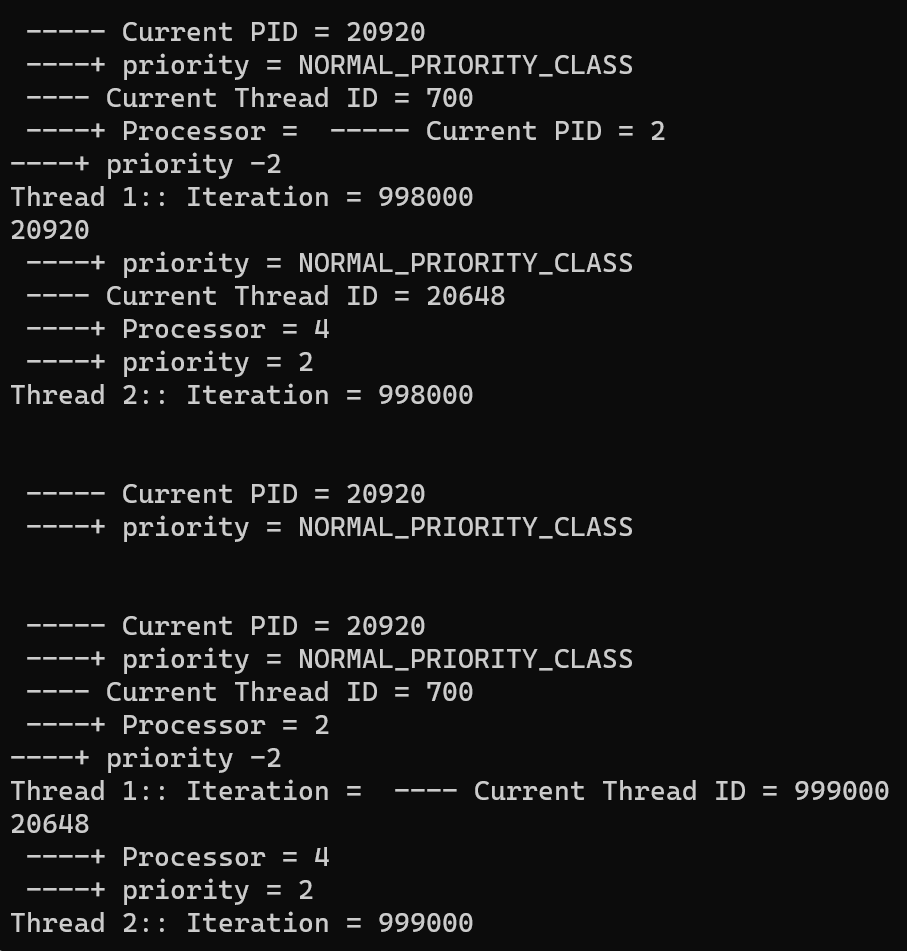 ----- Current PID = 20920
----+ priority = NORMAL_PRIORITY_CLASS
---- Current Thread ID = 700
----+ Processor =  ----- Current PID = 2
----+ priority -2
Thread 1:: Iteration = 998000
20920
----+ priority = NORMAL_PRIORITY_CLASS
---- Current Thread ID = 20648
----+ Processor = 4
----+ priority = 2
Thread 2:: Iteration = 998000
----- Current PID = 20920
----+ priority = NORMAL_PRIORITY_CLASS
----- Current PID = 20920
----+ priority = NORMAL_PRIORITY_CLASS
---- Current Thread ID = 700
----+ Processor = 2
----+ priority -2
Thread 1:: Iteration =  ---- Current Thread ID = 999000
20648
----+ Processor = 4
----+ priority = 2
Thread 2:: Iteration = 999000